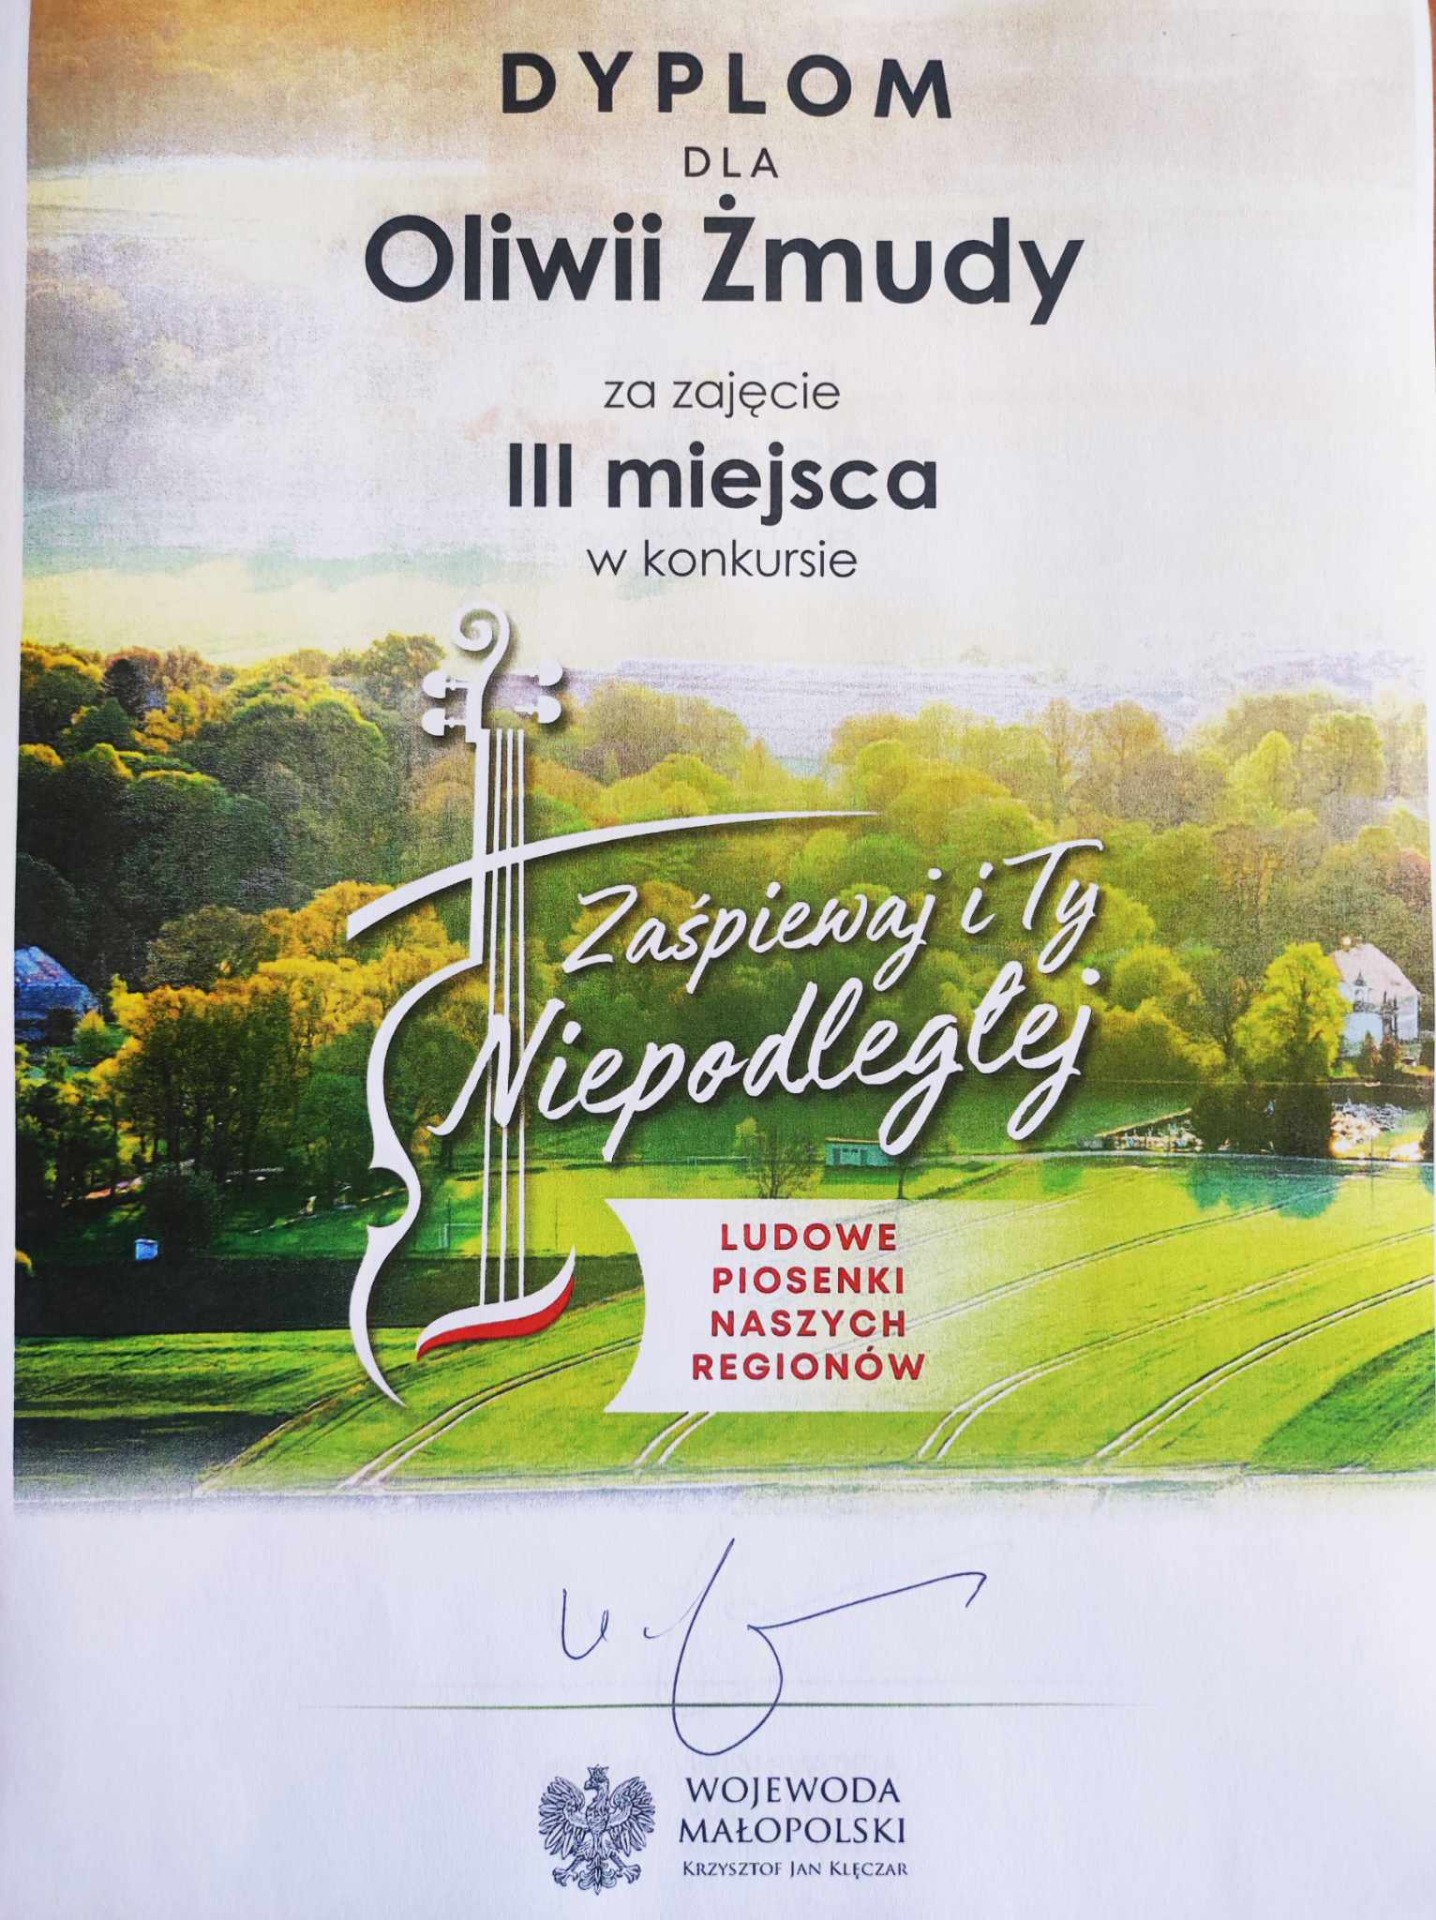 DYPLOM
DLA
Oliwii Żmudy
za zajęcie
III miejsca
w konkursie
Zaśpiewaj i Ty
Niepodległej
LUDOWE
PIOSENKI
NASZYCH
REGIONÓW
WOJEWODA
MAŁOPOLSKI
KRZYSZTOF JAN KLĘCZAR